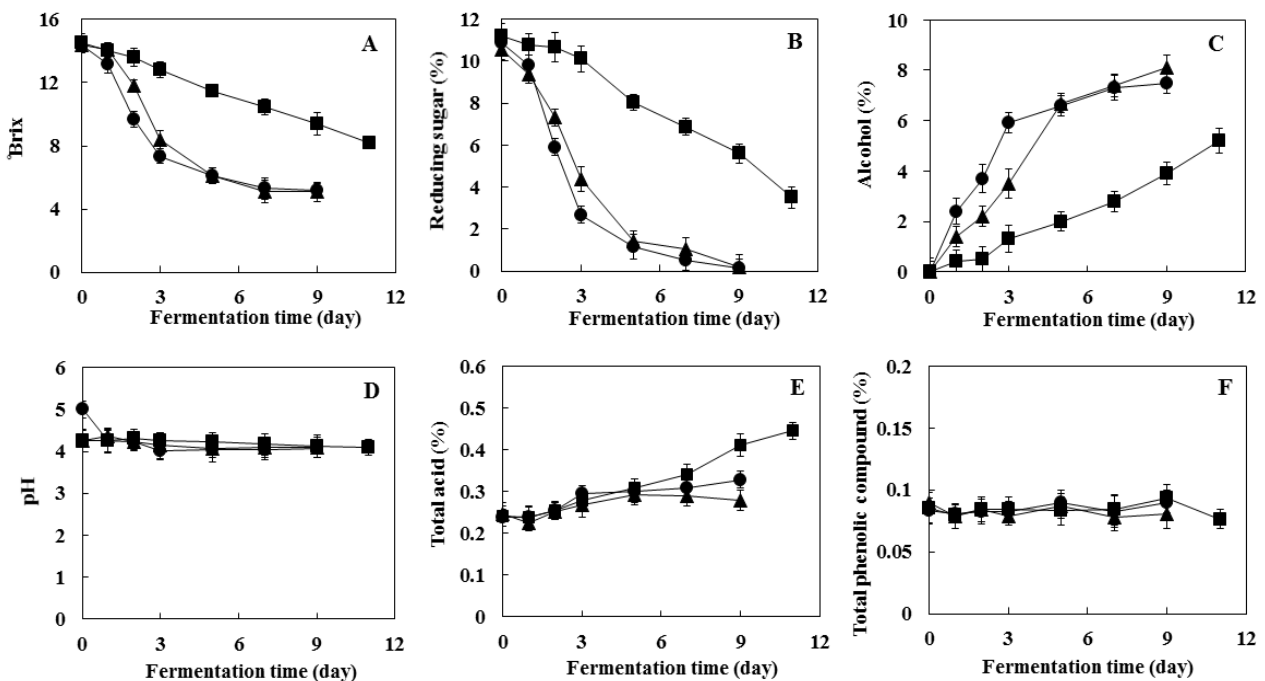 A
°Brix
16
12
8
4
0
0 3 6 9 12
Fermentation time (day)
B
Reducing sugar (%)
12
10
8
6
4
2
0
0 3 6 9 12
Fermentation time (day)
C
Alcohol (%)
10
8
6
4
2
0
0 3 6 9 12
Fermentation time (day)
D
pH
6
5
4
3
2
1
0
0 3 6 9 12
Fermentation time (day)
E
Total acid (%)
0.6
0.5
0.4
0.3
0.2
0.1
0
0 3 6 9 12
Fermentation time (day)
F
Total phenolic compound (%)
0.2
0.15
0.1
0.05
0
0 3 6 9 12
Fermentation time (day)